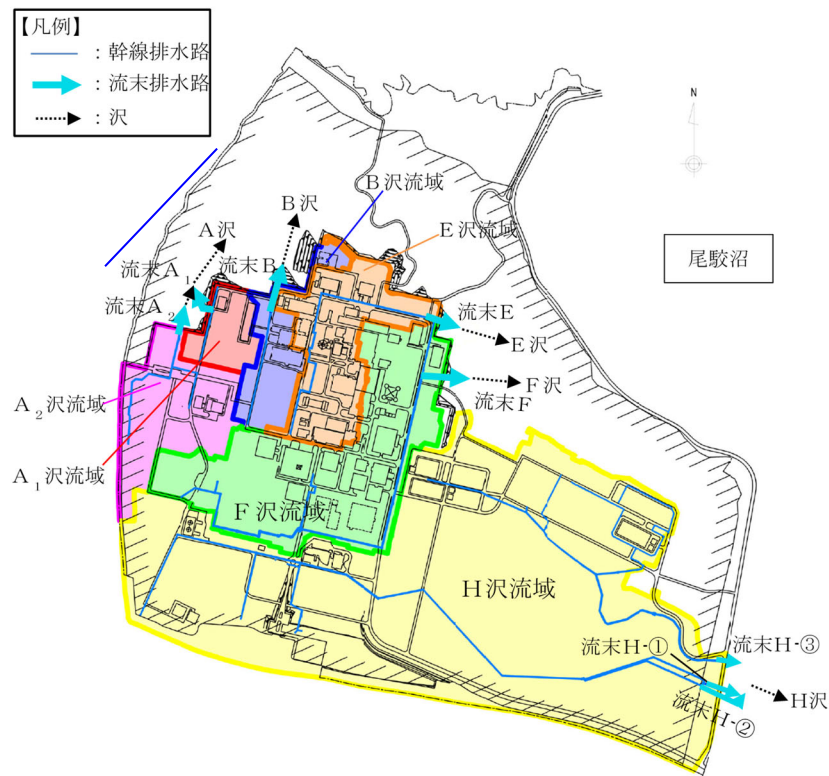 【凡例】
：幹線排水路
：流末排水路
：沢
N
尾駮沼
B沢流域
B沢
E沢流域
A沢
流末A1
流末B
流末A2
流末E
E沢
F沢
流末F
A2沢流域
A1沢流域
F沢流域
H沢流域
流末H-①
流末H-③
H沢
流末H-②